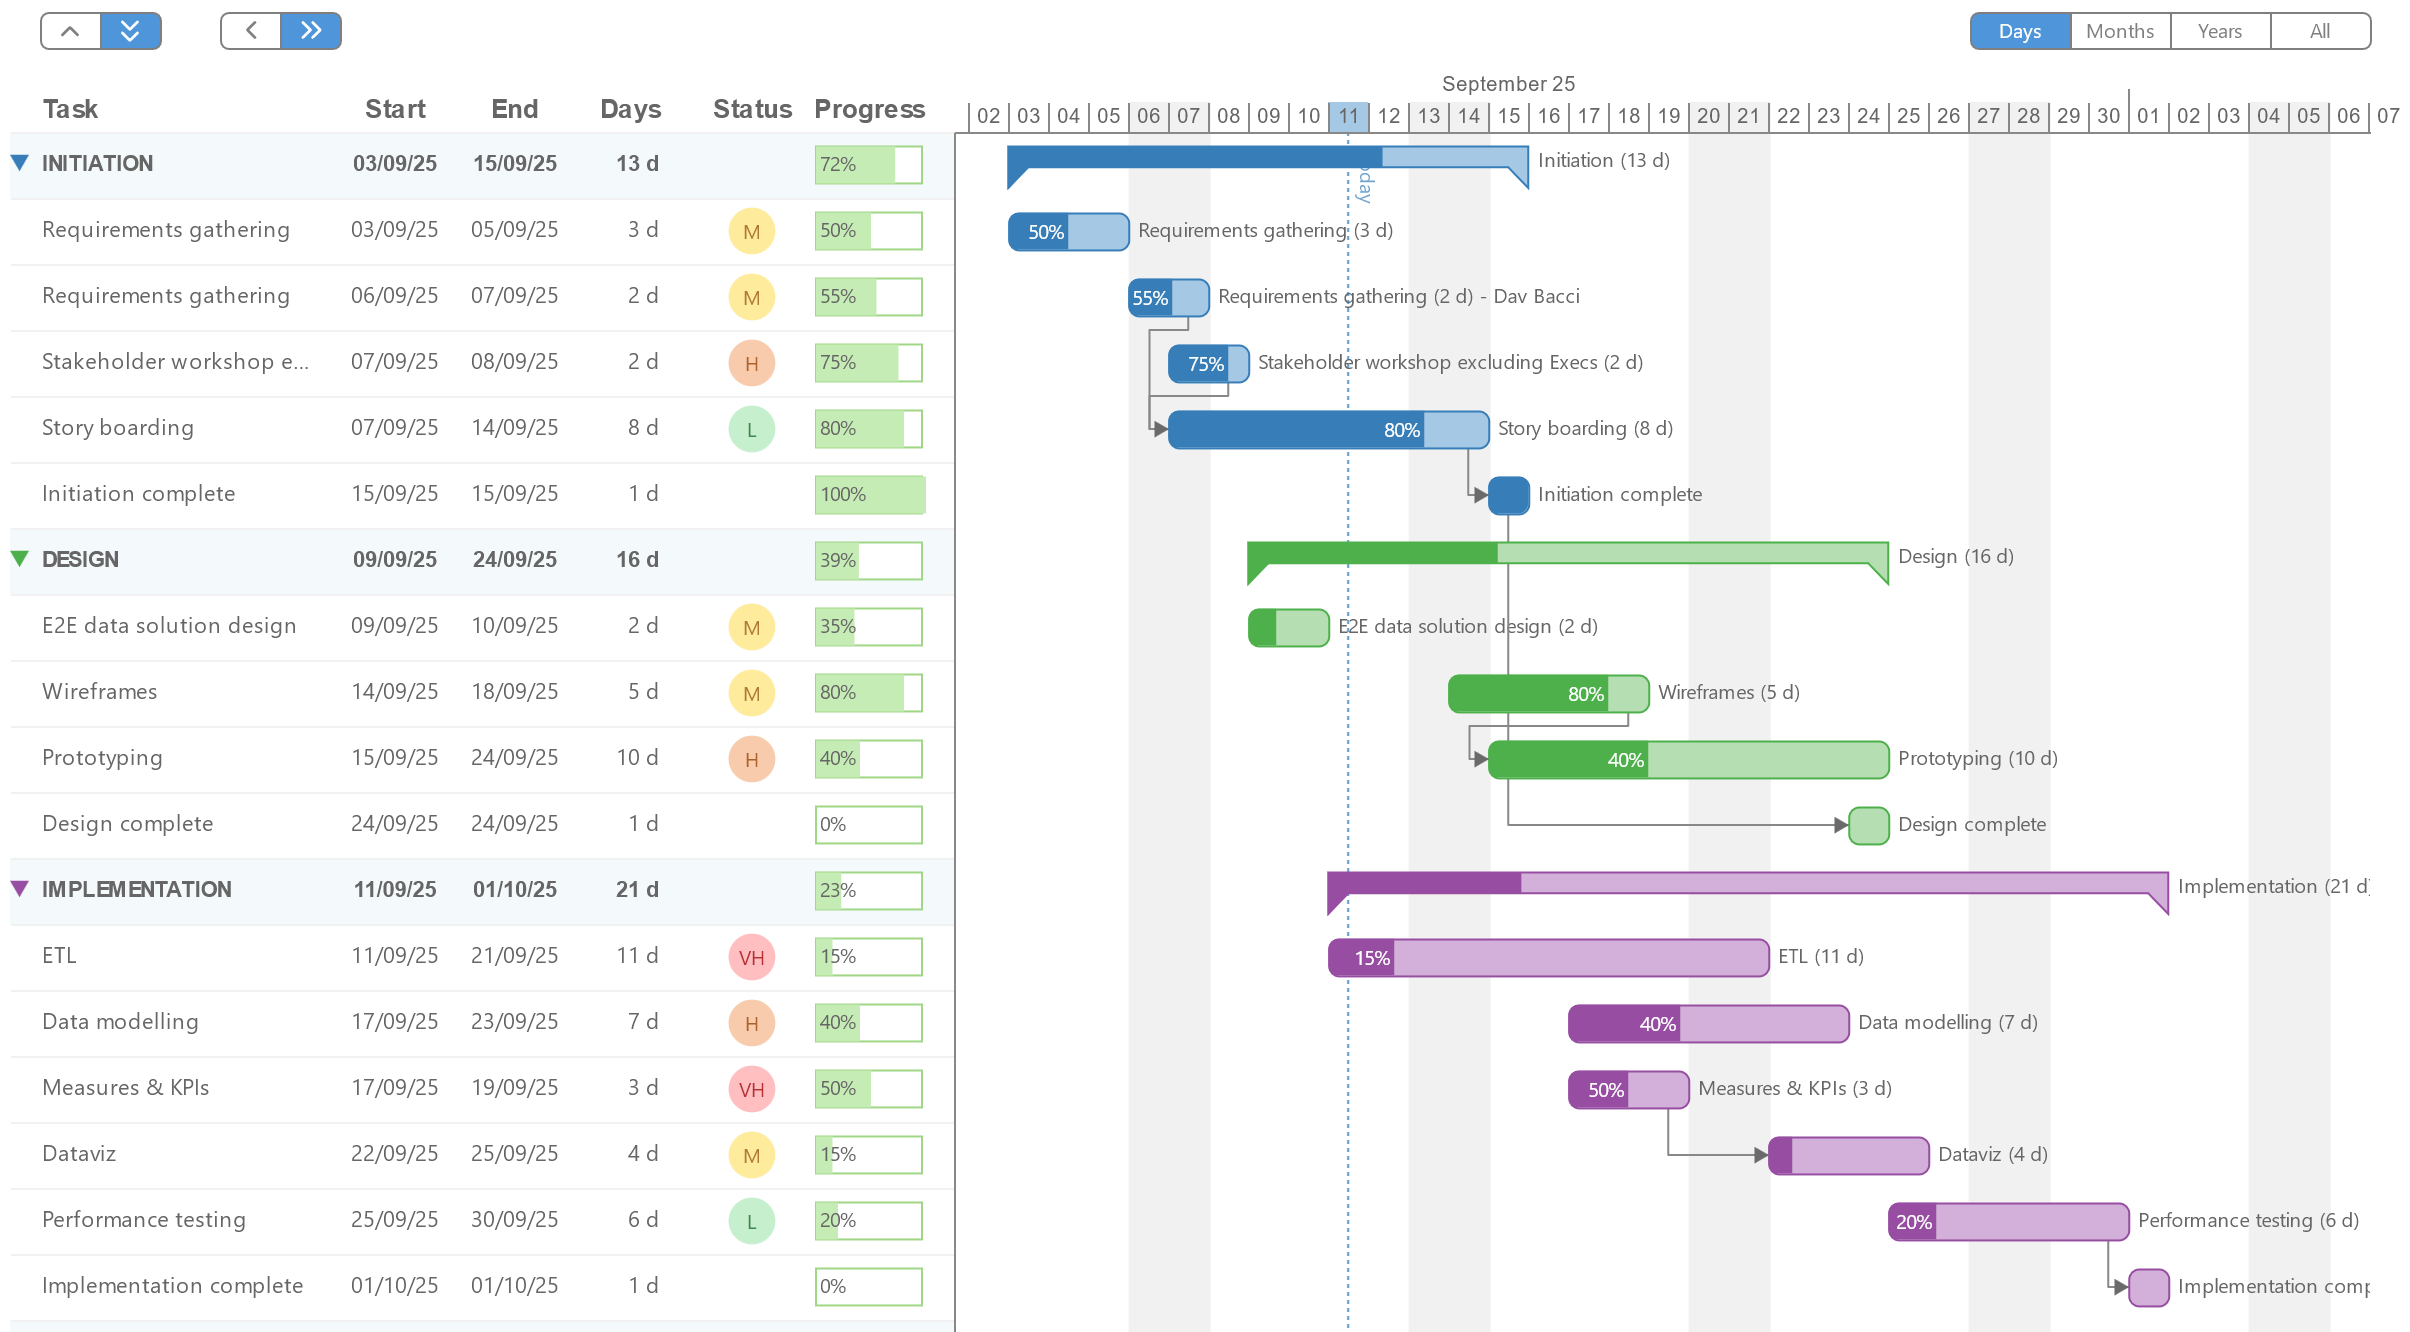 Days Months Years All
September 25
Task Start End Days Status Progress 02 03 04 05 06 07 08 09 10 11 12 13 14 15 16 17 18 19 20 21 22 23 24 25 26 27 28 29 30 01 02 03 04 05 06 07
INITIATION 03/09/25 15/09/25 13 d 72% Initiation (13 d)
oday
Requirements gathering 03/09/25 05/09/25 3 d M 50% 50% Requirements gathering (3 d)
Requirements gathering 06/09/25 07/09/25 2 d M 55% 55% Requirements gathering (2 d) - Dav Bacci
Stakeholder workshop e... 07/09/25 08/09/25 2 d H 75% 75% Stakeholder workshop excluding Execs (2 d)
Story boarding 07/09/25 14/09/25 8 d L 80% 80% Story boarding (8 d)
Initiation complete 15/09/25 15/09/25 1 d 100% Initiation complete
DESIGN 09/09/25 24/09/25 16 d 39% Design (16 d)
E2E data solution design 09/09/25 10/09/25 2 d M 35% E2E data solution design (2 d)
Wireframes 14/09/25 18/09/25 5 d M 80% 80% Wireframes (5 d)
Prototyping 15/09/25 24/09/25 10 d H 40% 40% Prototyping (10 d)
Design complete 24/09/25 24/09/25 1 d 0% Design complete
IMPLEMENTATION 11/09/25 01/10/25 21 d 23% Implementation (21 d)
ETL 11/09/25 21/09/25 11 d VH 15% 15% ETL (11 d)
Data modelling 17/09/25 23/09/25 7 d H 40% 40% Data modelling (7 d)
Measures & KPIs 17/09/25 19/09/25 3 d VH 50% 50% Measures & KPIs (3 d)
Dataviz 22/09/25 25/09/25 4 d M 15% Dataviz (4 d)
Performance testing 25/09/25 30/09/25 6 d L 20% 20% Performance testing (6 d)
Implementation complete 01/10/25 01/10/25 1 d 0% Implementation comp